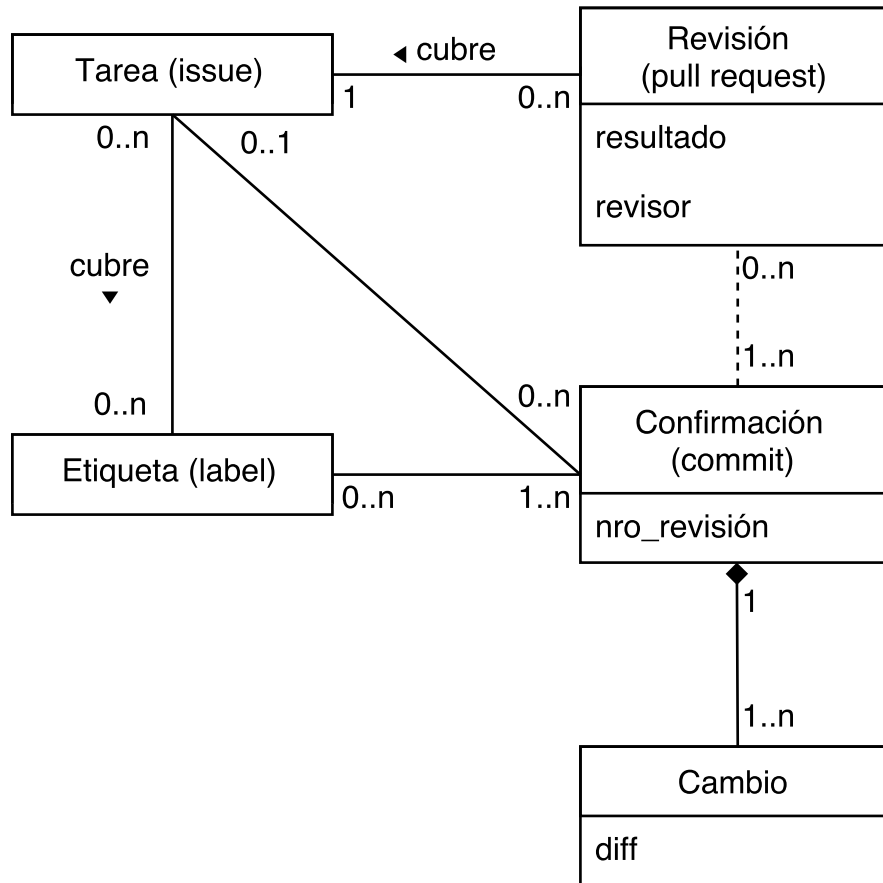 Tarea (issue)
cubre
1
0..n
Revisión
(pull request)
resultado
revisor
0..n
0..1
cubre
0..n
0..n
1..n
0..n
Etiqueta (label)
0..n
1..n
Confirmación
(commit)
nro_revisión
1
1..n
Cambio
diff